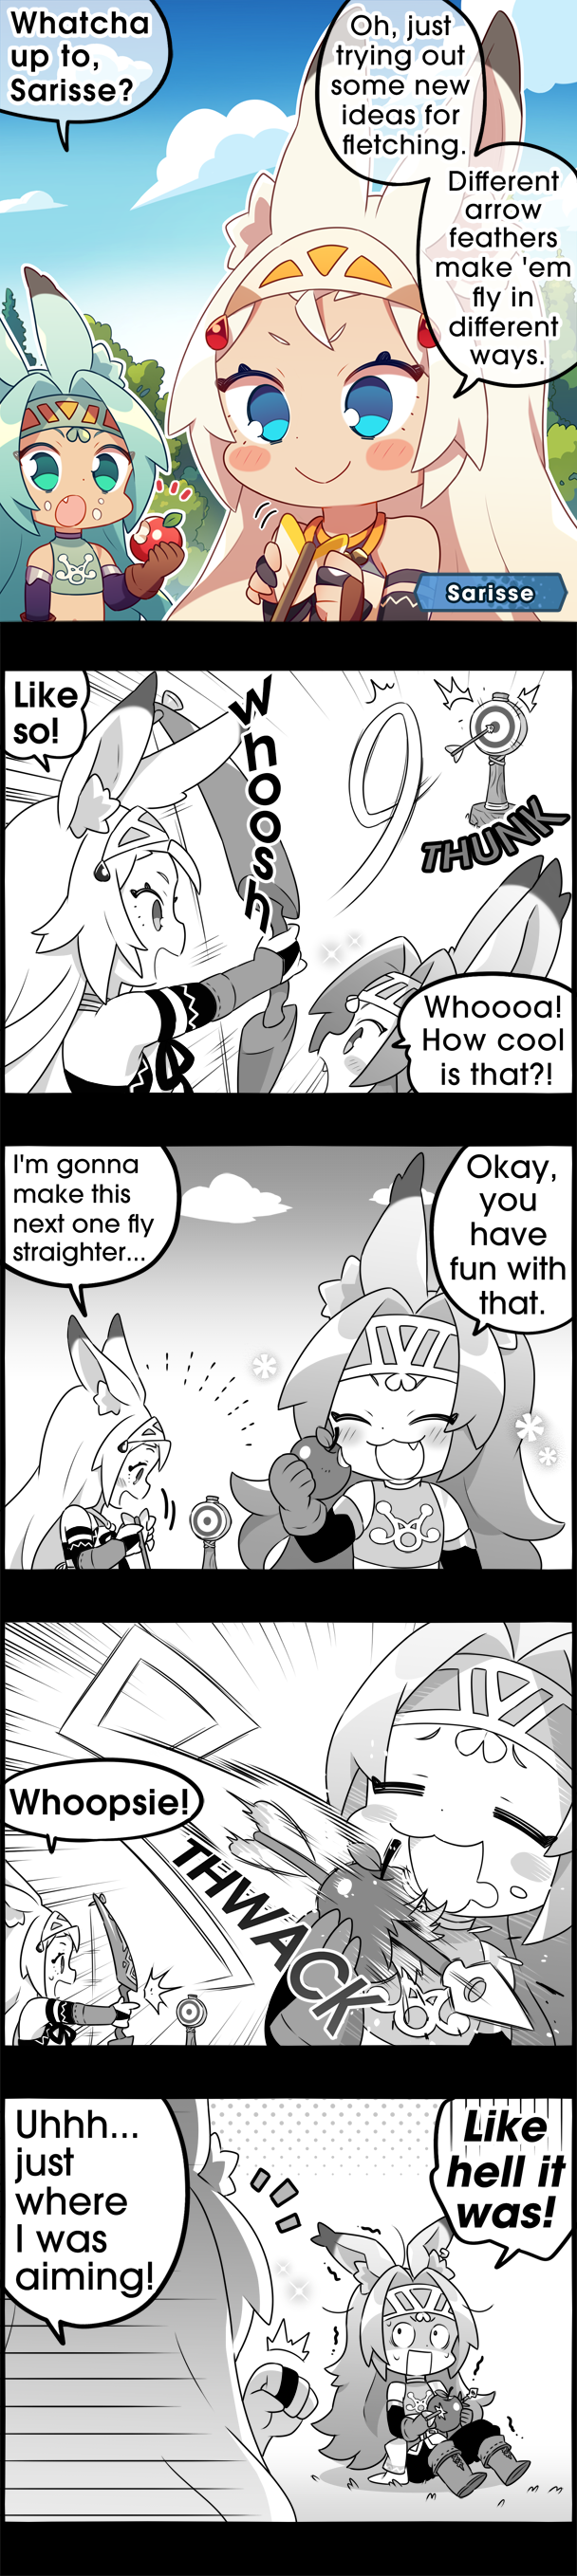 Whatcha
up to,
Sarisse?
Oh, just
trying out
some new
ideas for
fletching.
Different
arrow
feathers
make 'em
fly in
different
ways.
Sarisse
Like
so!
whoosh
THUNK
Whoooa!
How cool
is that?!
I'm gonna
make this
next one fly
straighter...
Okay,
you
have
fun with
that.
Whoopsie!
THWACK
Uhhh...
just
where
I was
aiming!
Like
hell it
was!